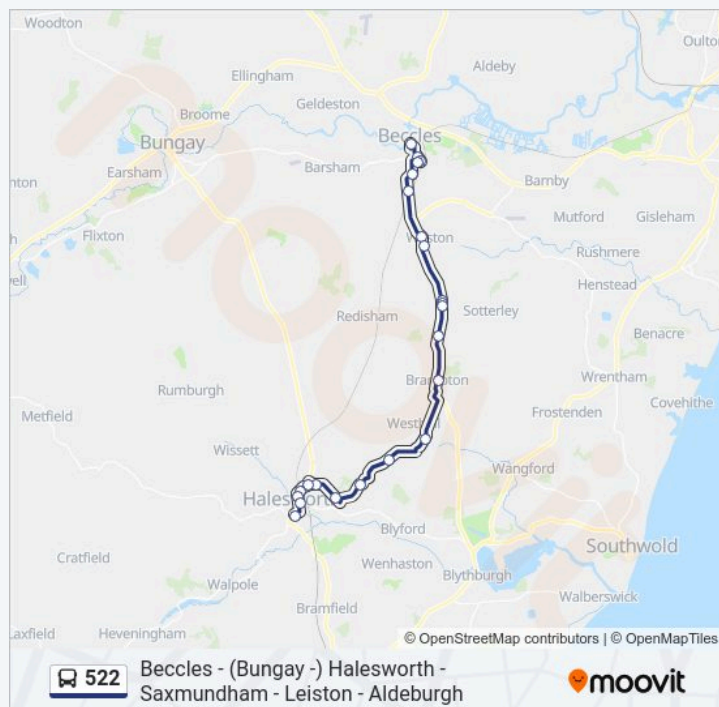 Woodton
Oulton
Aldeby
Ellingham
Geldeston
Broome
Beccles
Bungay
Barsham
Earsham
Barnby
Flixton
Mutford
Gisleham
Weston
Rushmere
Henstead
Redisham
Sotterley
Benacre
Brampton
Wrentham
Rumburgh
Covehithe
Metfield
Frostenden
Westhall
Wissett
Wangford
Halesworth
Blyford
Southwold
Cratfield
Wenhaston
Blythburgh
Walpole
Walberswick
Bramfield
Laxfield
Heveningham
© OpenStreetMap contributors | © OpenMapTiles
522
Beccles - (Bungay -) Halesworth -
Saxmundham - Leiston - Aldeburgh
moovit